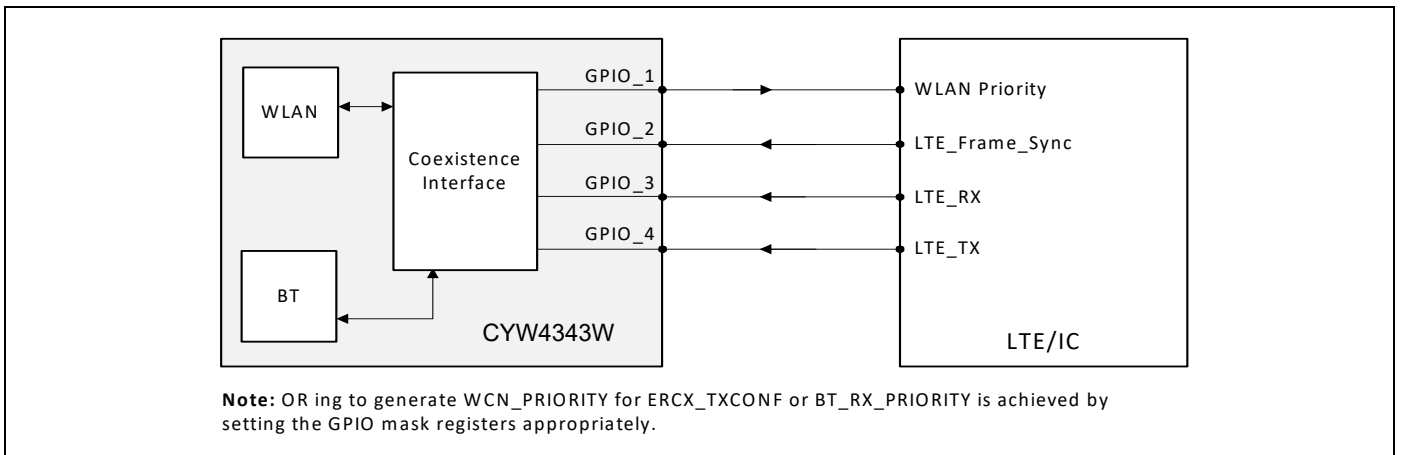 WLAN
Coexistence
Interface
BT
GPIO_1
GPIO_2
GPIO_3
GPIO_4
CYW4343W
WLAN Priority
LTE_Frame_Sync
LTE_RX
LTE_TX
LTE/IC
Note: OR ing to generate WCN_PRIORITY for ERCX_TXCONF or BT_RX_PRIORITY is achieved by
setting the GPIO mask registers appropriately.